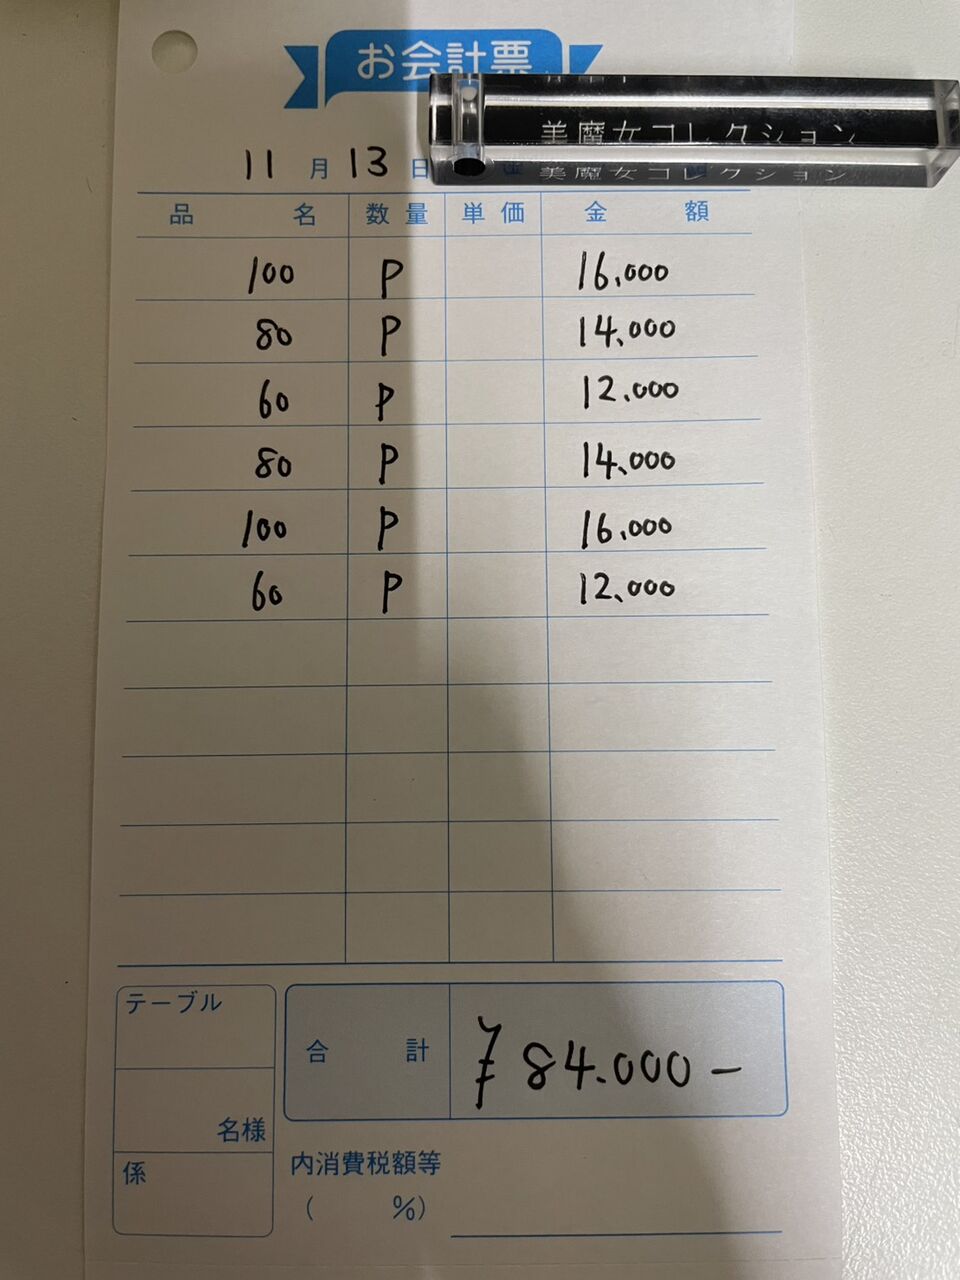 お会計票
美魔女コレクション
美魔女コレクション
11 月 13 日
品名 数量 単価 金額
100 P 16.000
80 P 14.000
60 P 12.000
80 P 14.000
100 P 16.000
60 P 12.000
テーブル
合計 ¥84.000-
名様
係
内消費税額等
( %)